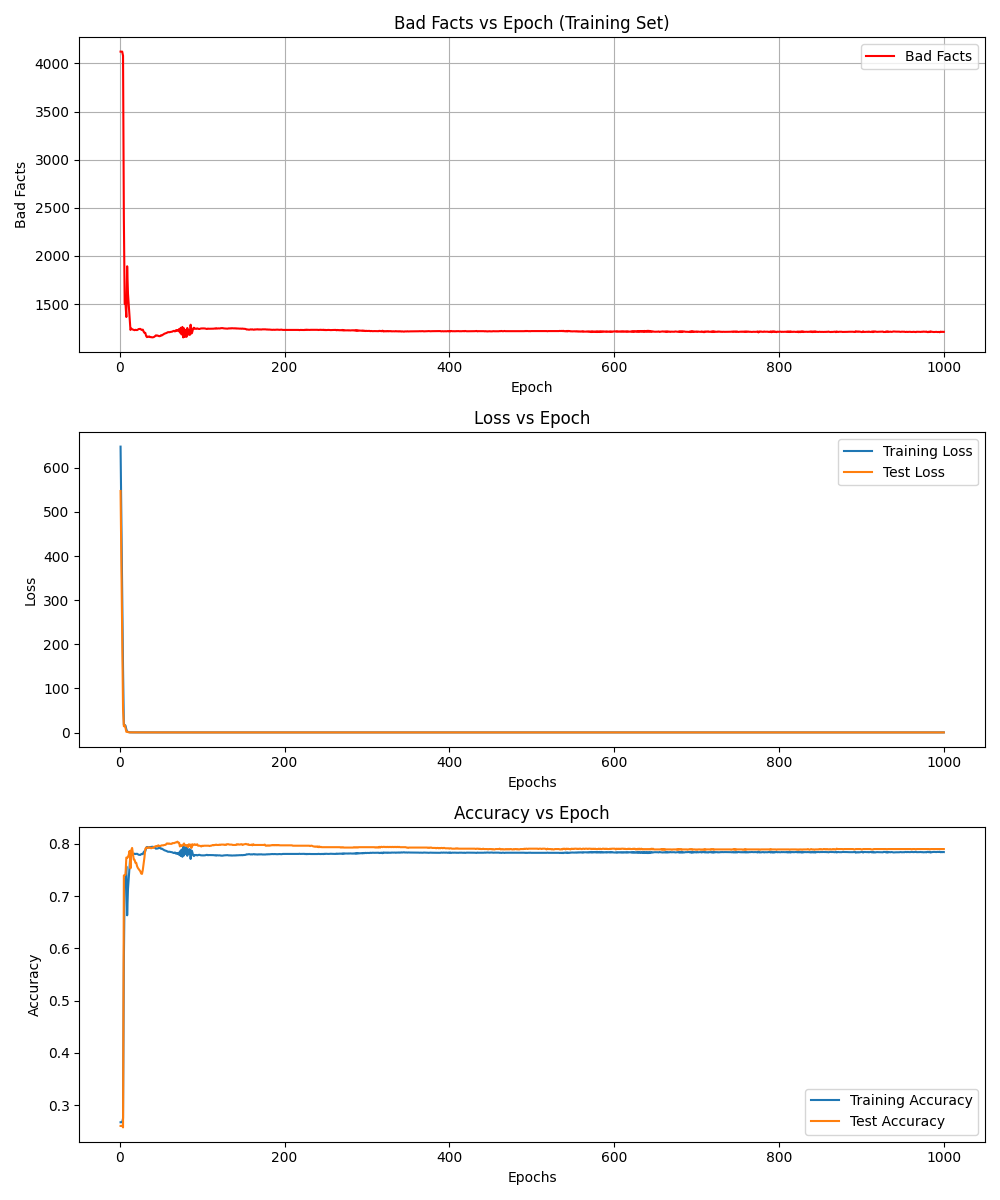 Bad Facts vs Epoch (Training Set)
Bad Facts
4000
3500
3000
2500
2000
1500
Bad Facts
0 200 400 600 800 1000
Epoch
Loss vs Epoch
Training Loss
Test Loss
600
500
400
300
200
100
0
Loss
0 200 400 600 800 1000
Epochs
Accuracy vs Epoch
0.8
0.7
0.6
0.5
0.4
0.3
Accuracy
Training Accuracy
Test Accuracy
0 200 400 600 800 1000
Epochs